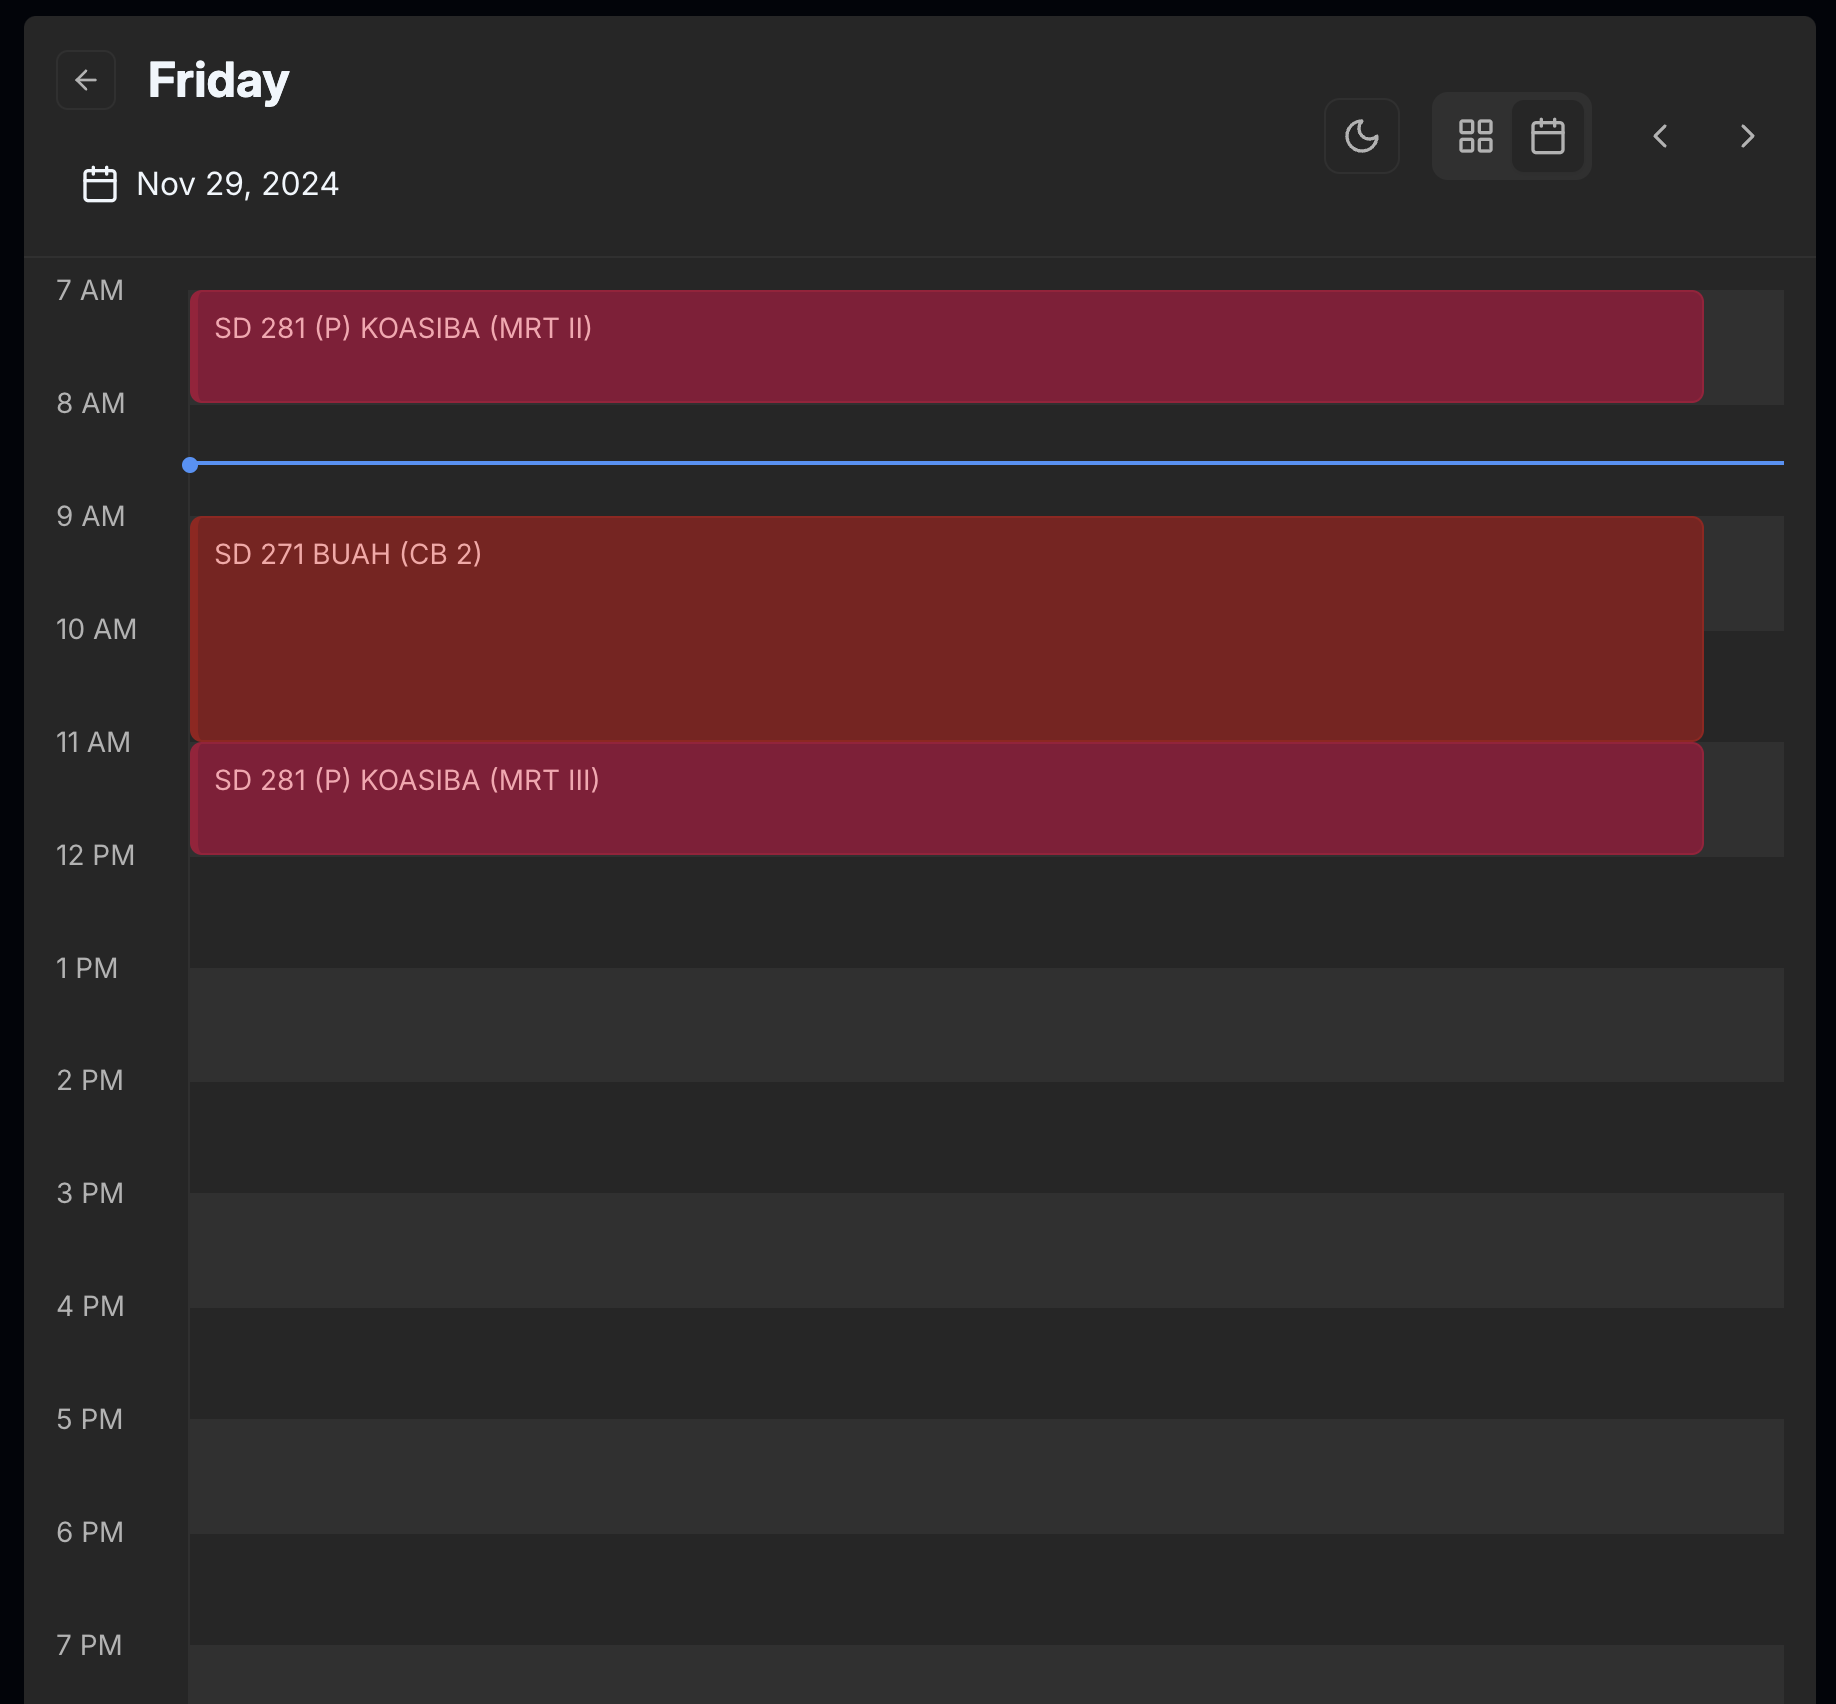 Friday
Nov 29, 2024
7 AM
SD 281 (P) KOASIBA (MRT II)
8 AM
9 AM
SD 271 BUAH (CB 2)
10 AM
11 AM
SD 281 (P) KOASIBA (MRT III)
12 PM
1 PM
2 PM
3 PM
4 PM
5 PM
6 PM
7 PM